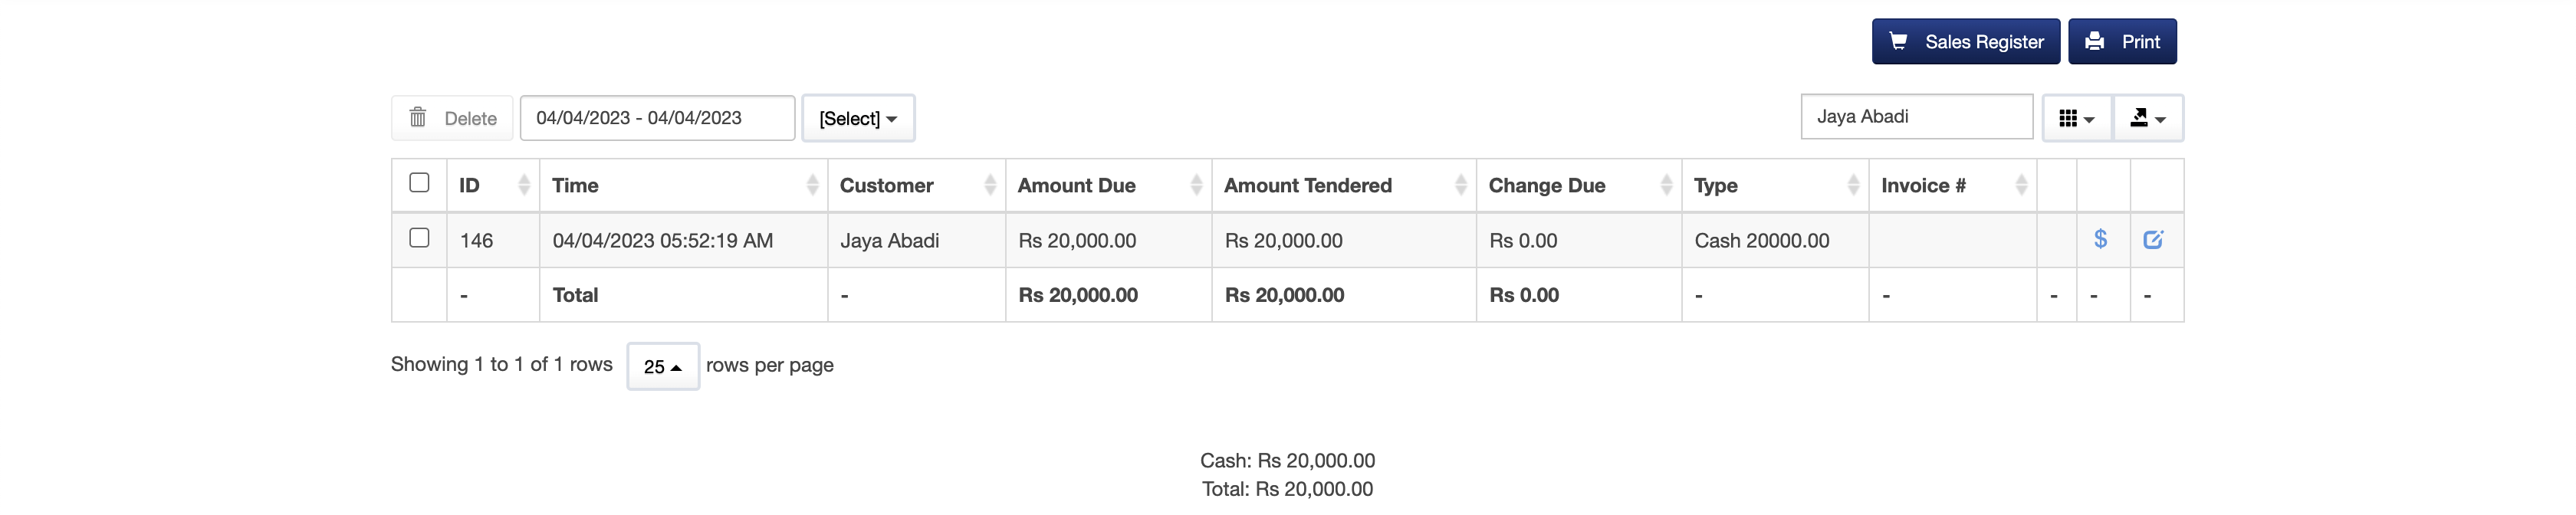 Sales Register Print
Delete 04/04/2023 - 04/04/2023 [Select] Jaya Abadi
ID Time Customer Amount Due Amount Tendered Change Due Type Invoice #
146 04/04/2023 05:52:19 AM Jaya Abadi Rs 20,000.00 Rs 20,000.00 Rs 0.00 Cash 20000.00 $
- Total - Rs 20,000.00 Rs 20,000.00 Rs 0.00 - - - - -
Showing 1 to 1 of 1 rows 25 rows per page
Cash: Rs 20,000.00
Total: Rs 20,000.00